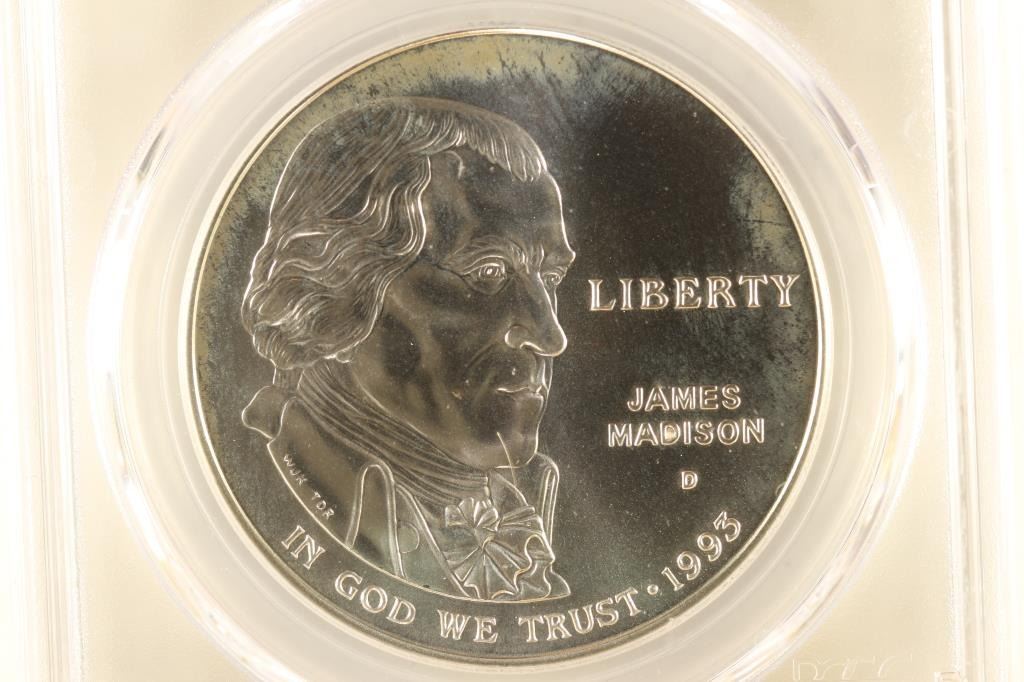 LIBERTY
JAMES
MADISON
D
WJK TDR
IN GOD WE TRUST · 1993